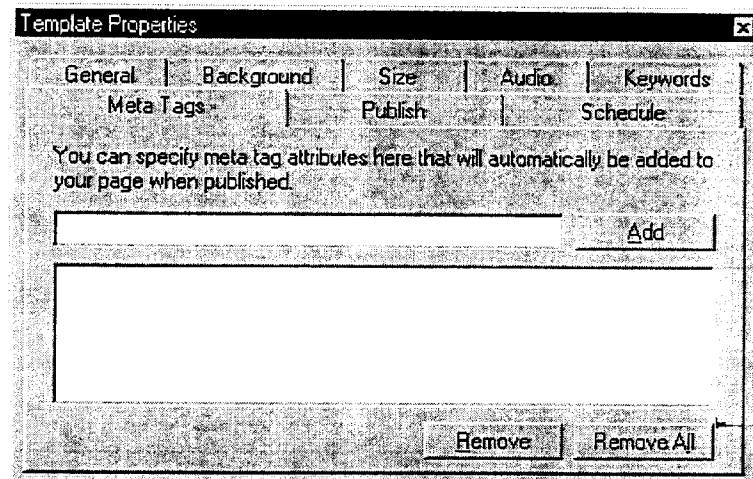 Template Properties
General Background Size Audio Keywords
Meta Tags Publish Schedule
You can specify meta tag attributes here that will automatically be added to
your page when published.
Add
Remove Remove All